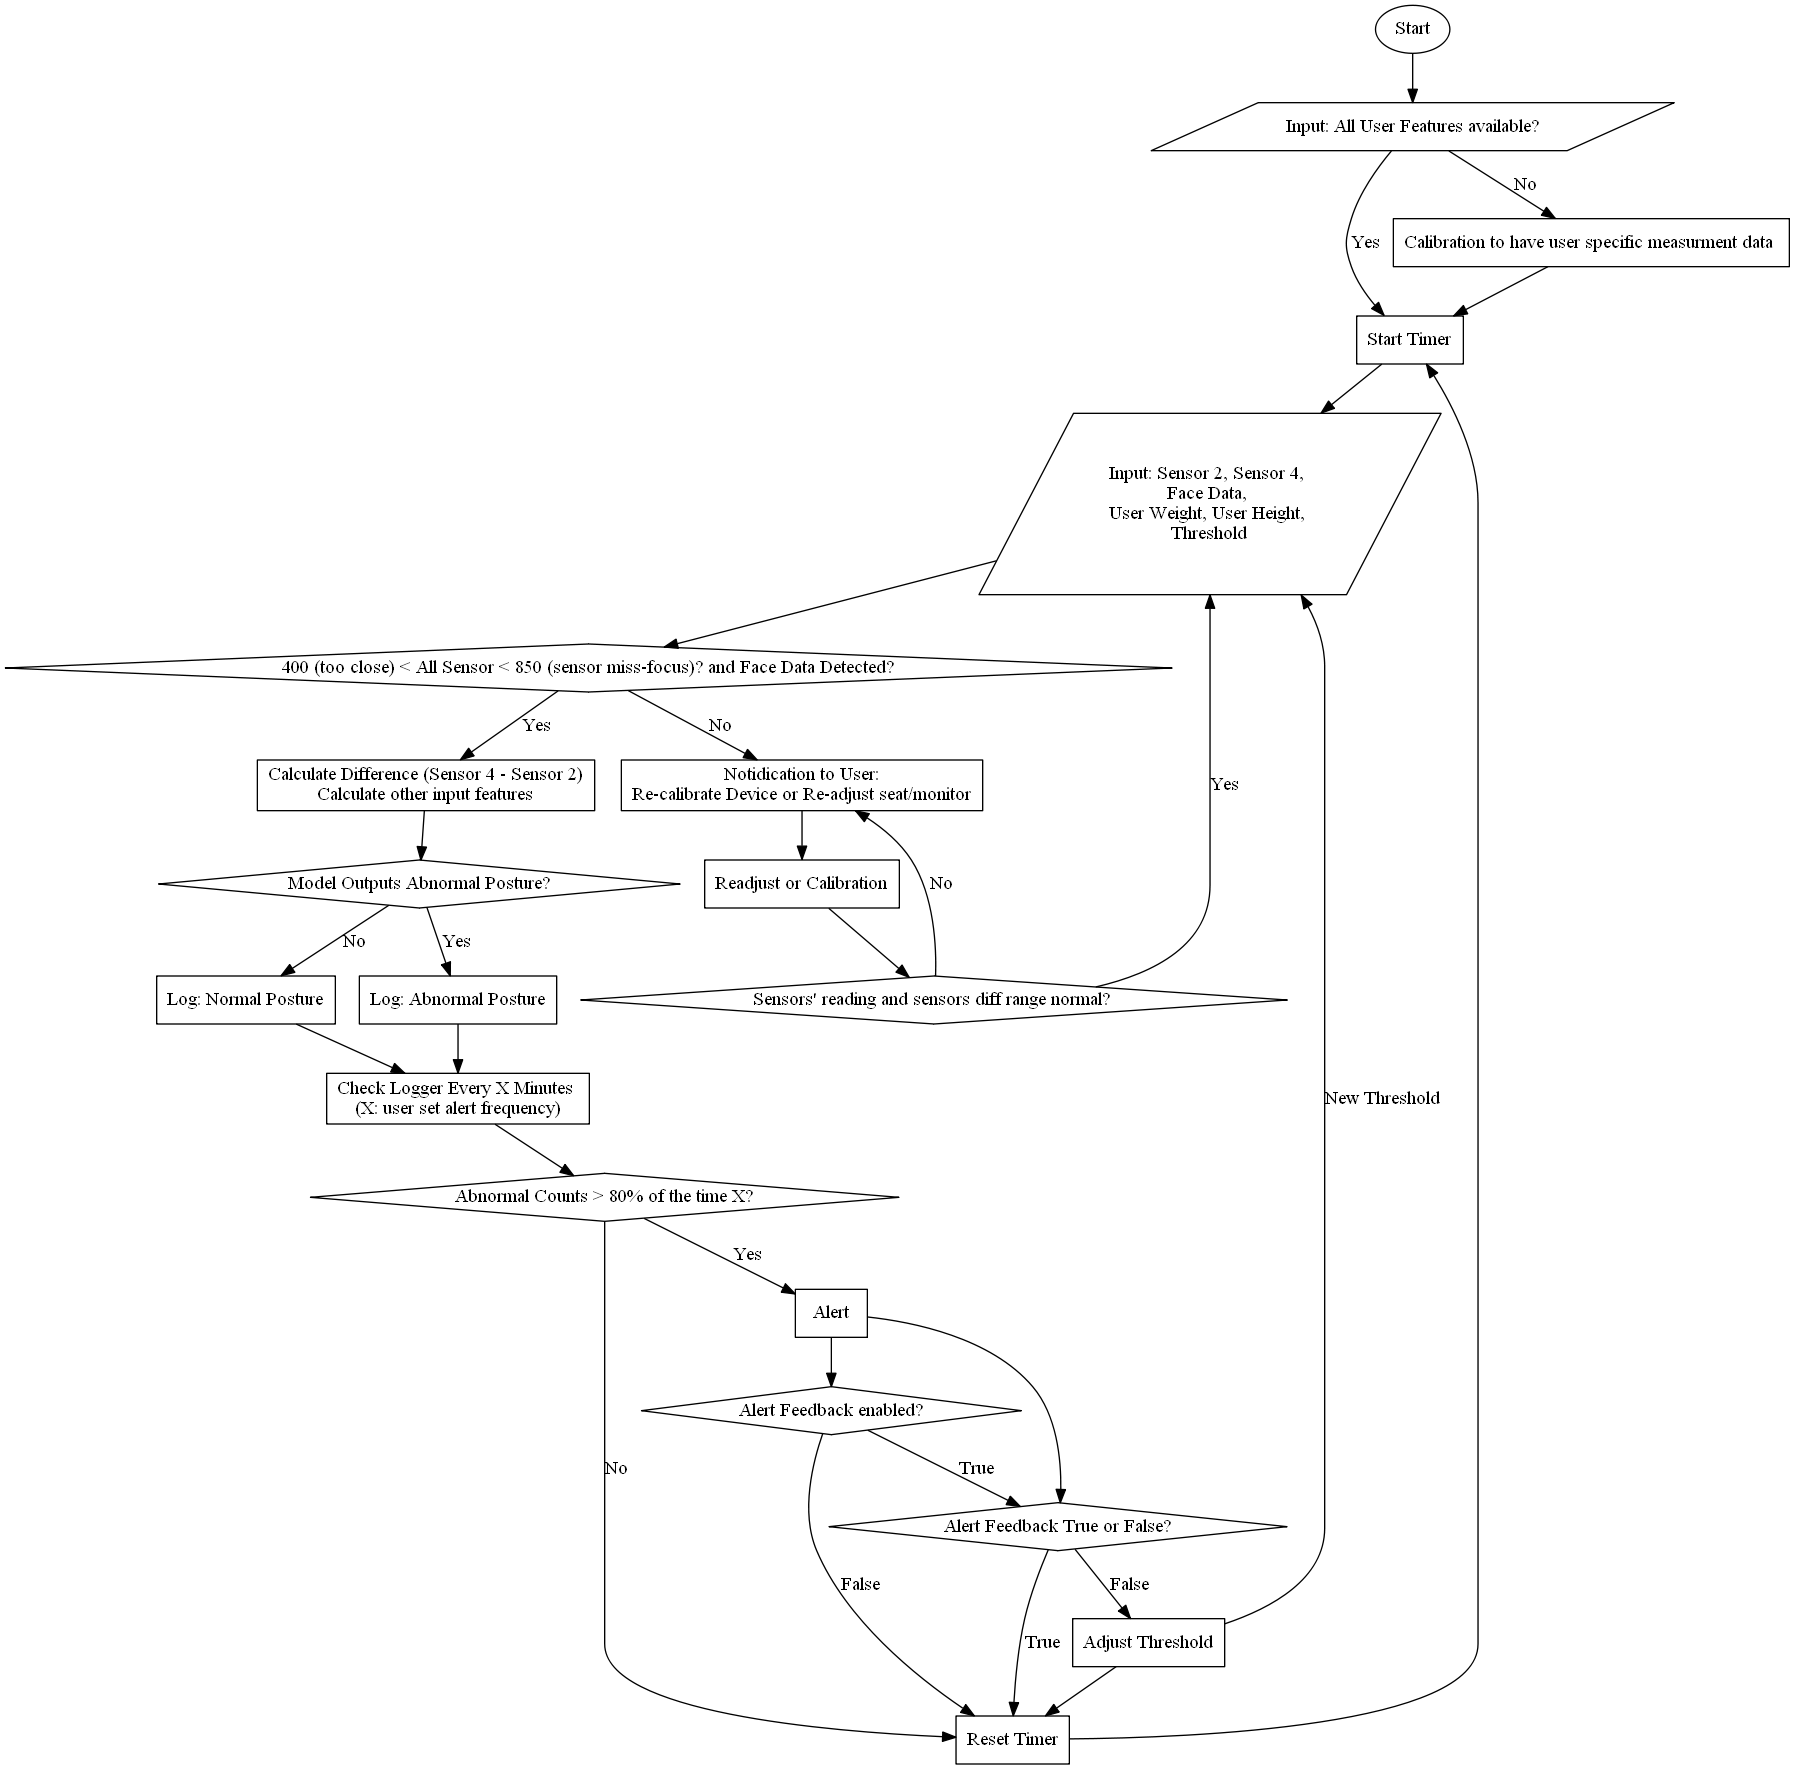 Start
Input: All User Features available?
No
Yes
Calibration to have user specific measurment data
Start Timer
Input: Sensor 2, Sensor 4,
Face Data,
User Weight, User Height,
Threshold
400 (too close) < All Sensor < 850 (sensor miss-focus)? and Face Data Detected?
Yes
No
Calculate Difference (Sensor 4 - Sensor 2)
Calculate other input features
Notidication to User:
Re-calibrate Device or Re-adjust seat/monitor
Yes
Model Outputs Abnormal Posture?
Readjust or Calibration
No
No
Yes
Log: Normal Posture
Log: Abnormal Posture
Sensors' reading and sensors diff range normal?
Check Logger Every X Minutes
(X: user set alert frequency)
New Threshold
Abnormal Counts > 80% of the time X?
Yes
Alert
Alert Feedback enabled?
No
True
Alert Feedback True or False?
False
False
True
Adjust Threshold
Reset Timer